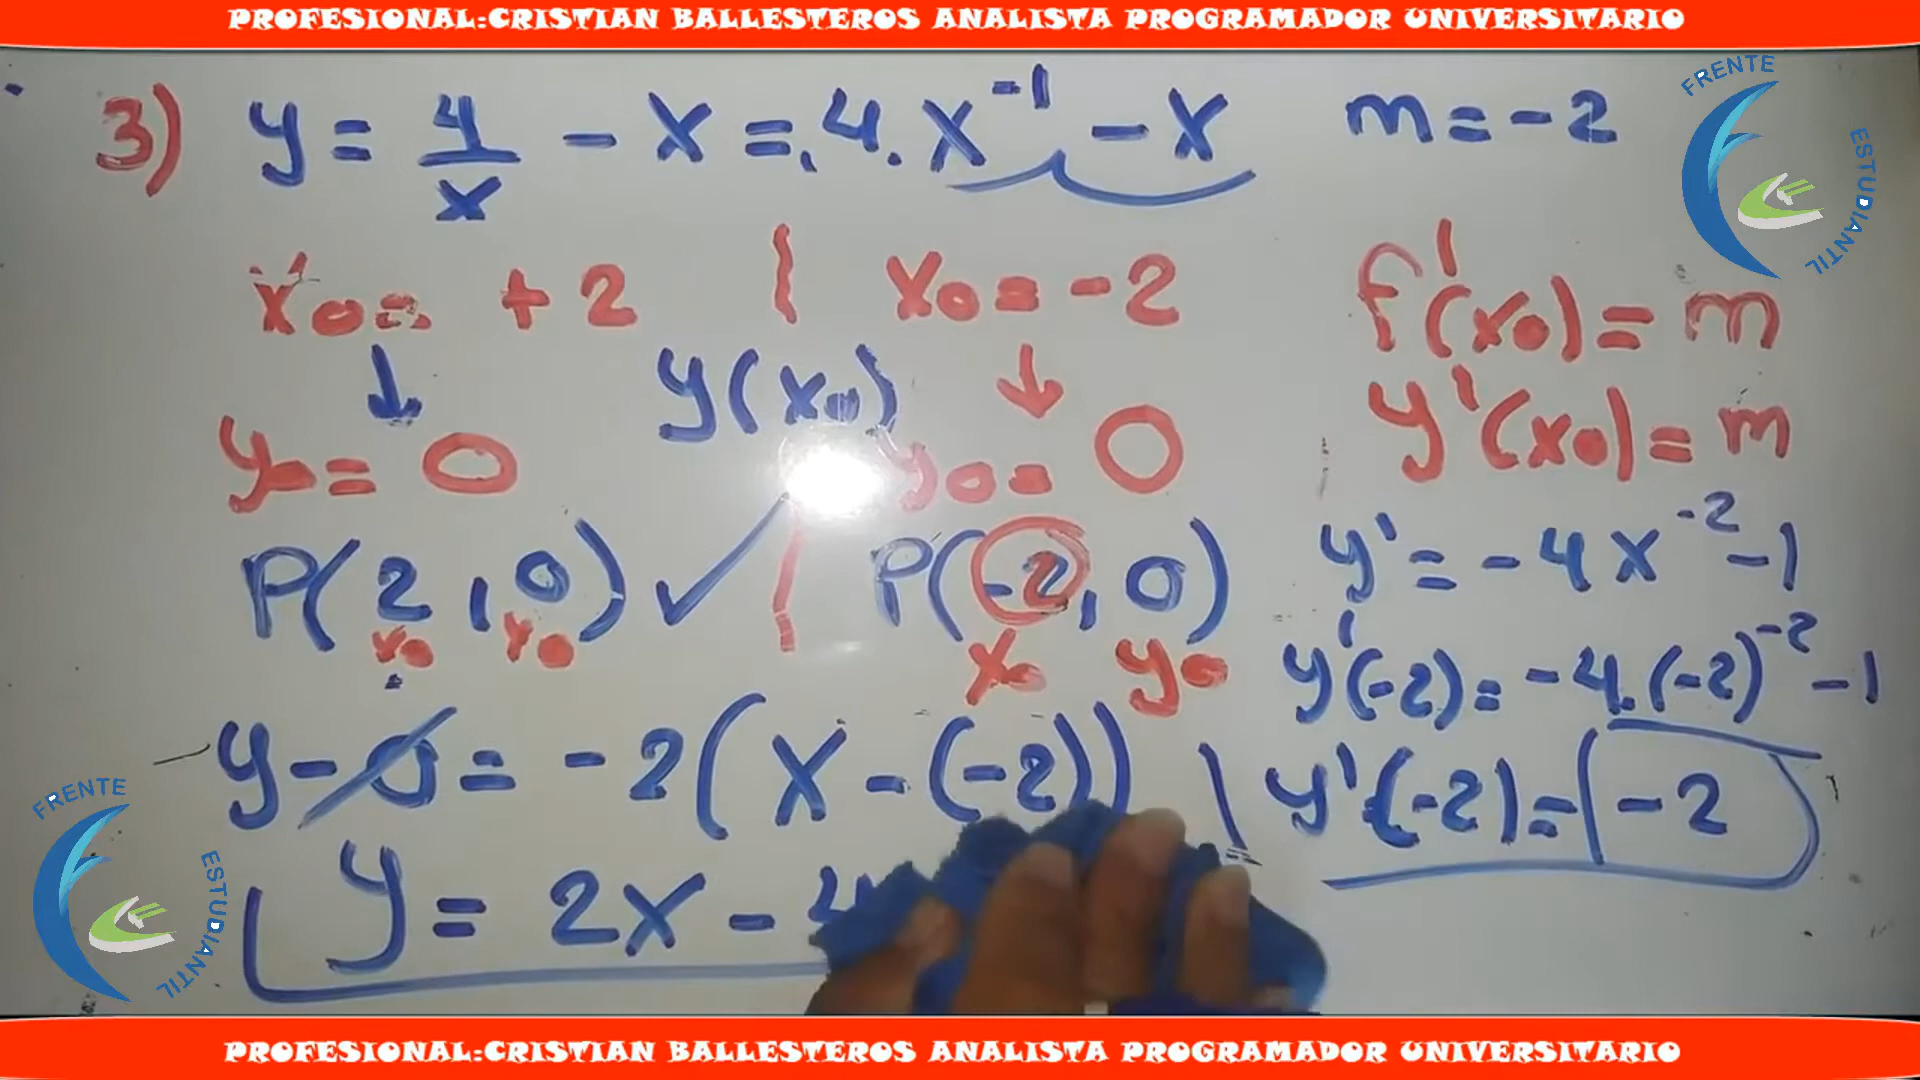 PROFESIONAL:CRISTIAN BALLESTEROS ANALISTA PROGRAMADOR UNIVERSITARIO
FRENTE ESTUDIANTIL
3) y = 4/x - x = .4.x⁻¹ - x
m = -2
x0 = +2
x0 = -2
f'(x0) = m
y(x0)
y'(x0) = m
y0 = 0
y0 = 0
P(2,0) ✓
P(-2,0)
y' = -4x⁻² - 1
x0 y0
x0 y0
y'(-2) = -4.(-2)⁻² - 1
y - 0 = -2(x - (-2))
y'(-2) = -2
y = 2x - 4
FRENTE ESTUDIANTIL
PROFESIONAL:CRISTIAN BALLESTEROS ANALISTA PROGRAMADOR UNIVERSITARIO